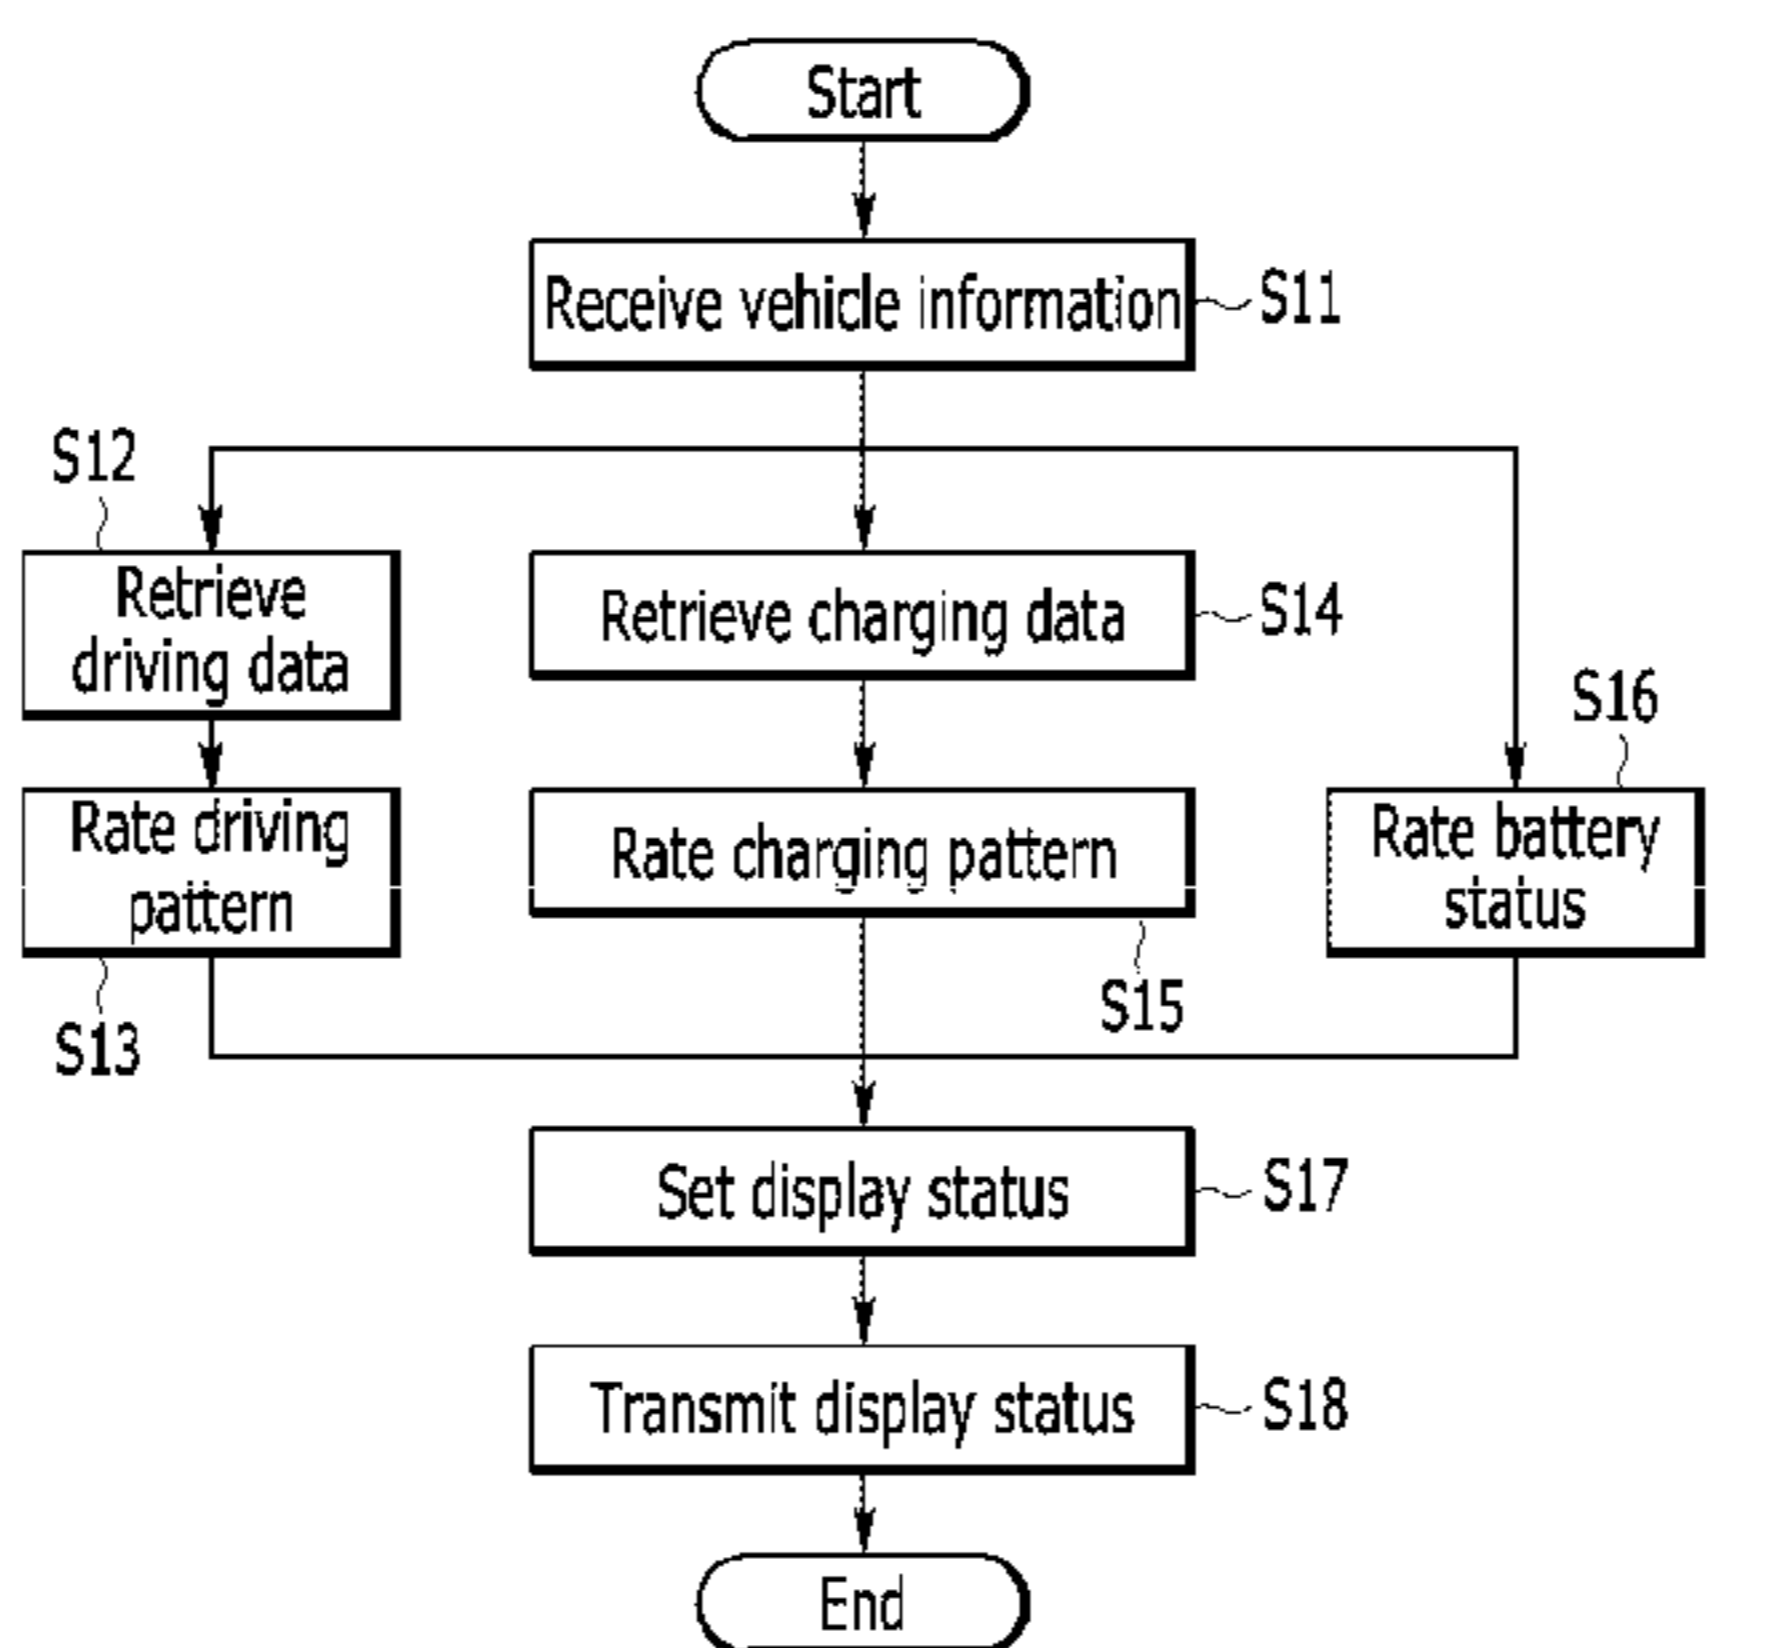 Start
Receive vehicle information
S11
S12
Retrieve
driving data
Retrieve charging data
S14
S16
Rate driving
pattern
Rate charging pattern
Rate battery
status
S13
S15
Set display status
S17
Transmit display status
S18
End